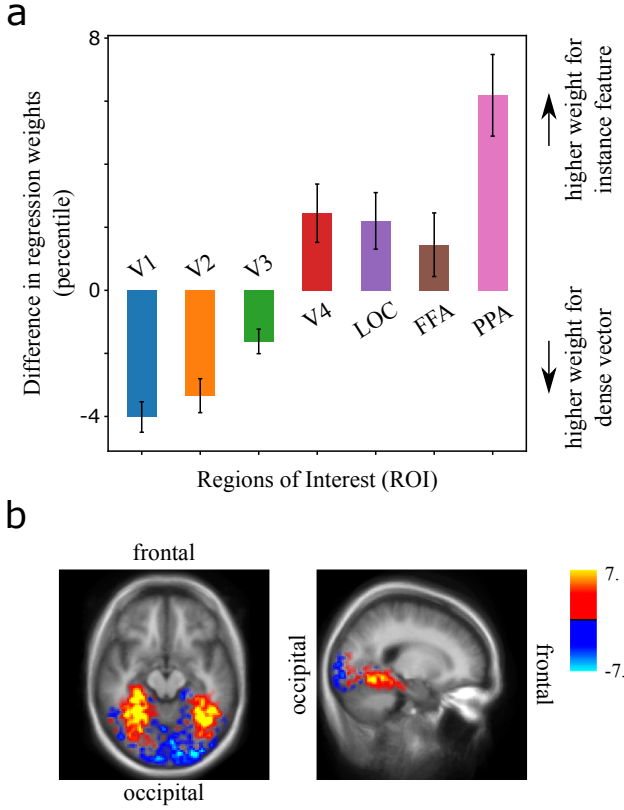 a
Difference in regression weights
(percentile)
8
0
-4
V1
V2
V3
V4
LOC
FFA
PPA
higher weight for
instance feature
higher weight for
dense vector
Regions of Interest (ROI)
b
frontal
occipital
occipital
frontal
7.
-7.